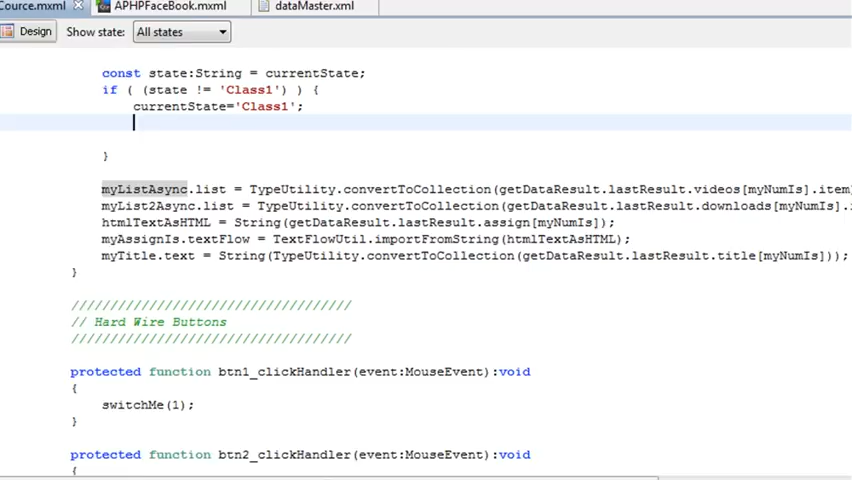 Cource.mxml APHPFaceBook.mxml dataMaster.xml
Design Show state: All states
const state:String = currentState;
if ( (state != 'Class1') ) {
currentState='Class1';
}
myListAsync.list = TypeUtility.convertToCollection(getDataResult.lastResult.videos[myNumIs].item)
myList2Async.list = TypeUtility.convertToCollection(getDataResult.lastResult.downloads[myNumIs].i
htmlTextAsHTML = String(getDataResult.lastResult.assign[myNumIs]);
myAssignIs.textFlow = TextFlowUtil.importFromString(htmlTextAsHTML);
myTitle.text = String(TypeUtility.convertToCollection(getDataResult.lastResult.title[myNumIs]));
}
////////////////////////////////////
// Hard Wire Buttons
////////////////////////////////////
protected function btn1_clickHandler(event:MouseEvent):void
{
switchMe(1);
}
protected function btn2_clickHandler(event:MouseEvent):void
{